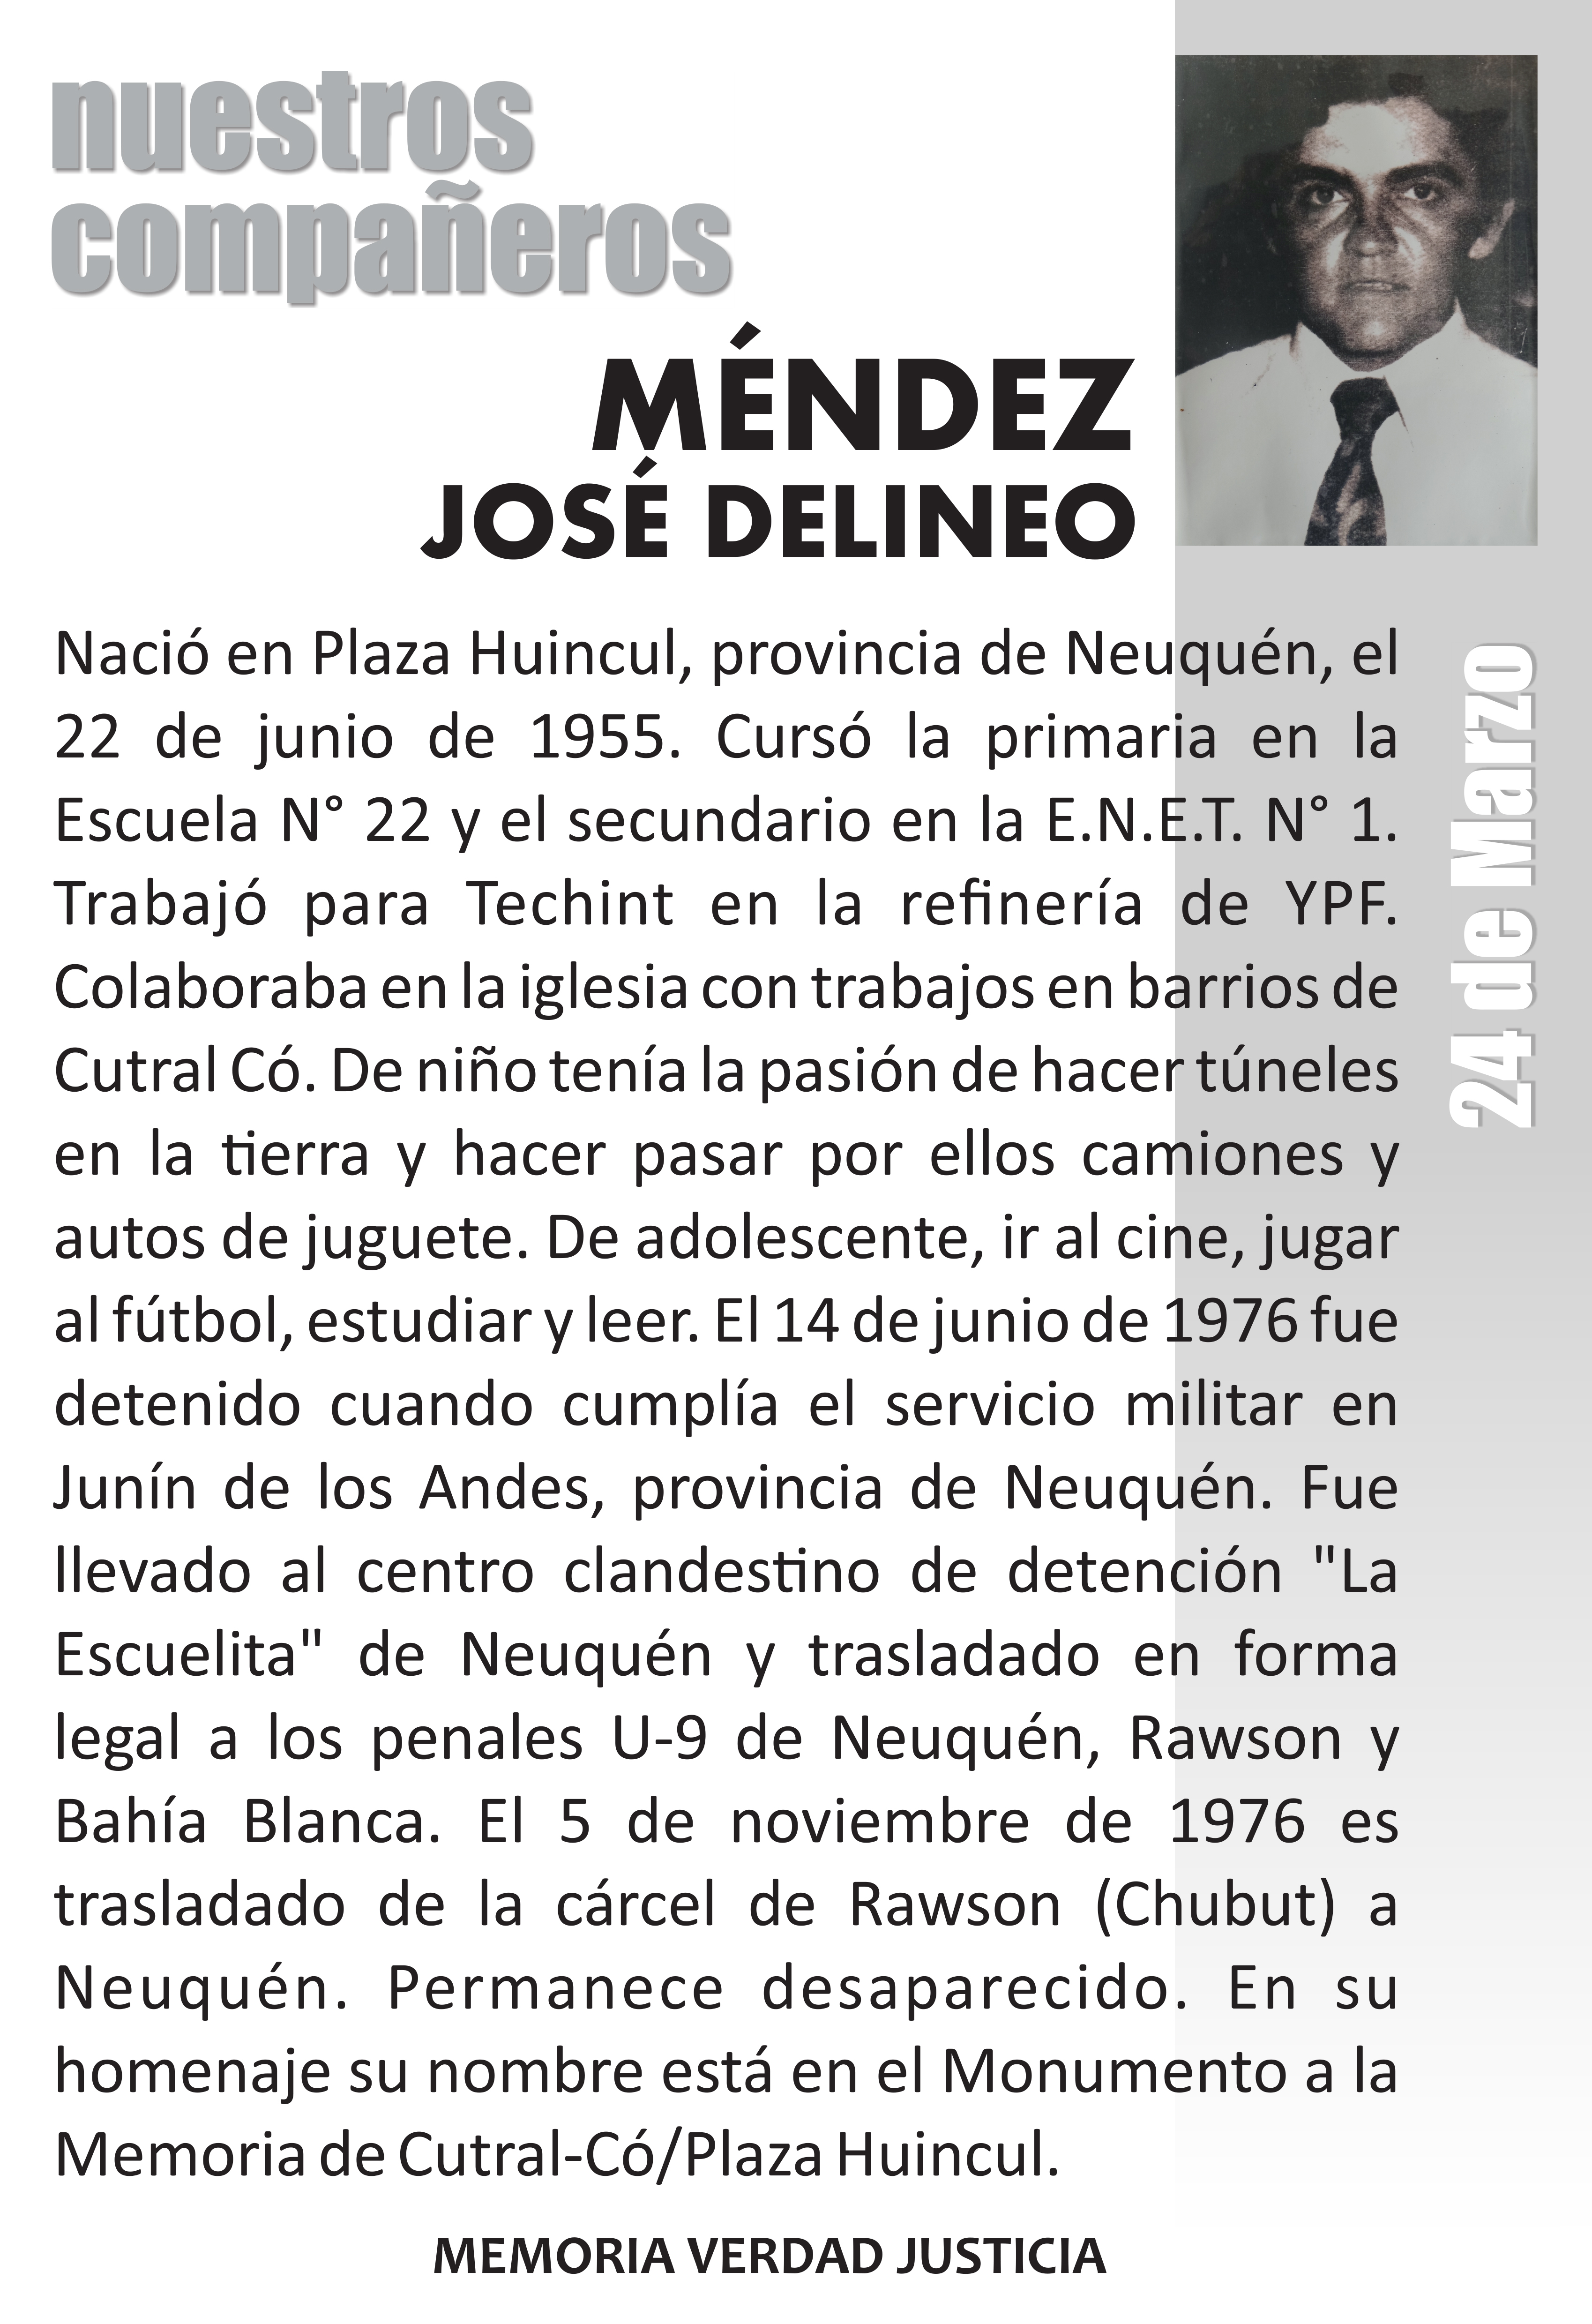 nuestros
compañeros
MÉNDEZ
JOSÉ DELINEO
Nació en Plaza Huincul, provincia de Neuquén, el
22 de junio de 1955. Cursó la primaria en la
Escuela N° 22 y el secundario en la E.N.E.T. N° 1.
Trabajó para Techint en la refinería de YPF.
Colaboraba en la iglesia con trabajos en barrios de
Cutral Có. De niño tenía la pasión de hacer túneles
en la tierra y hacer pasar por ellos camiones y
autos de juguete. De adolescente, ir al cine, jugar
al fútbol, estudiar y leer. El 14 de junio de 1976 fue
detenido cuando cumplía el servicio militar en
Junín de los Andes, provincia de Neuquén. Fue
llevado al centro clandestino de detención "La
Escuelita" de Neuquén y trasladado en forma
legal a los penales U-9 de Neuquén, Rawson y
Bahía Blanca. El 5 de noviembre de 1976 es
trasladado de la cárcel de Rawson (Chubut) a
Neuquén. Permanece desaparecido. En su
homenaje su nombre está en el Monumento a la
Memoria de Cutral-Có/Plaza Huincul.
24 de Marzo
MEMORIA VERDAD JUSTICIA